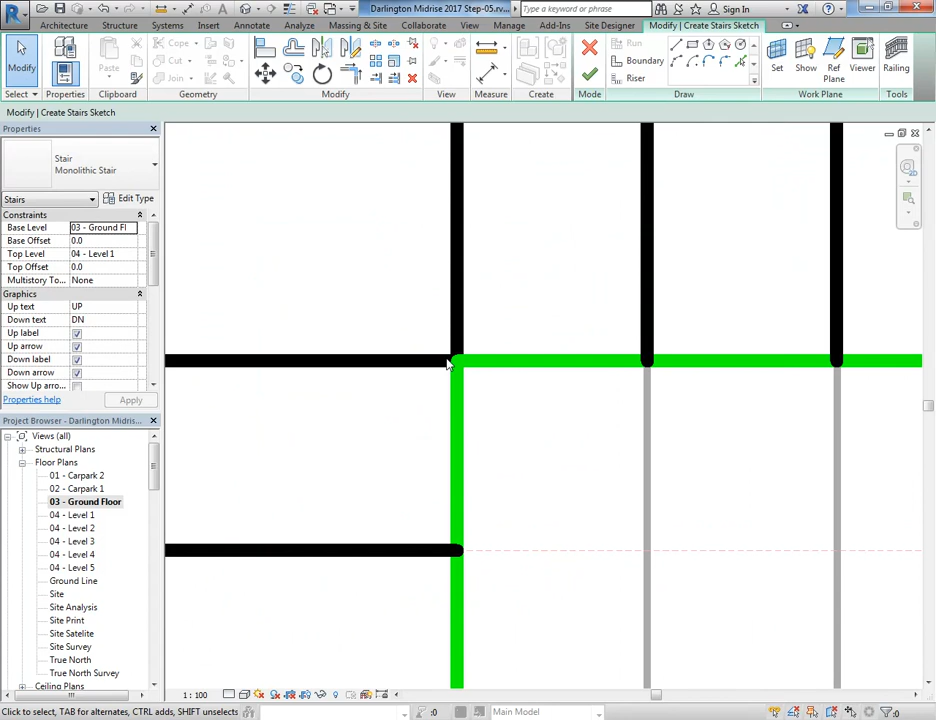 Darlington Midrise 2017 Step-05.rv...
Type a keyword or phrase
Sign In
Architecture Structure Systems Insert Annotate Analyze Massing & Site Collaborate View Manage Add-Ins Site Designer Modify | Create Stairs Sketch
Modify
Paste
Cope
Cut
Join
Run
Boundary
Riser
Set Show Ref Plane Viewer Railing
Select Properties Clipboard Geometry Modify View Measure Create Mode Draw Work Plane Tools
Modify | Create Stairs Sketch
Properties
Stair
Monolithic Stair
Stairs Edit Type
Constraints
Base Level 03 - Ground Fl
Base Offset 0.0
Top Level 04 - Level 1
Top Offset 0.0
Multistory To... None
Graphics
Up text UP
Down text DN
Up label
Up arrow
Down label
Down arrow
Show Up arro...
Properties help Apply
Project Browser - Darlington Midris...
Views (all)
Structural Plans
Floor Plans
01 - Carpark 2
02 - Carpark 1
03 - Ground Floor
04 - Level 1
04 - Level 2
04 - Level 3
04 - Level 4
04 - Level 5
Ground Line
Site
Site Analysis
Site Print
Site Satelite
Site Survey
True North
True North Survey
Ceiling Plans
1 : 100
Click to select, TAB for alternates, CTRL adds, SHIFT unselects
:0
Main Model
:0